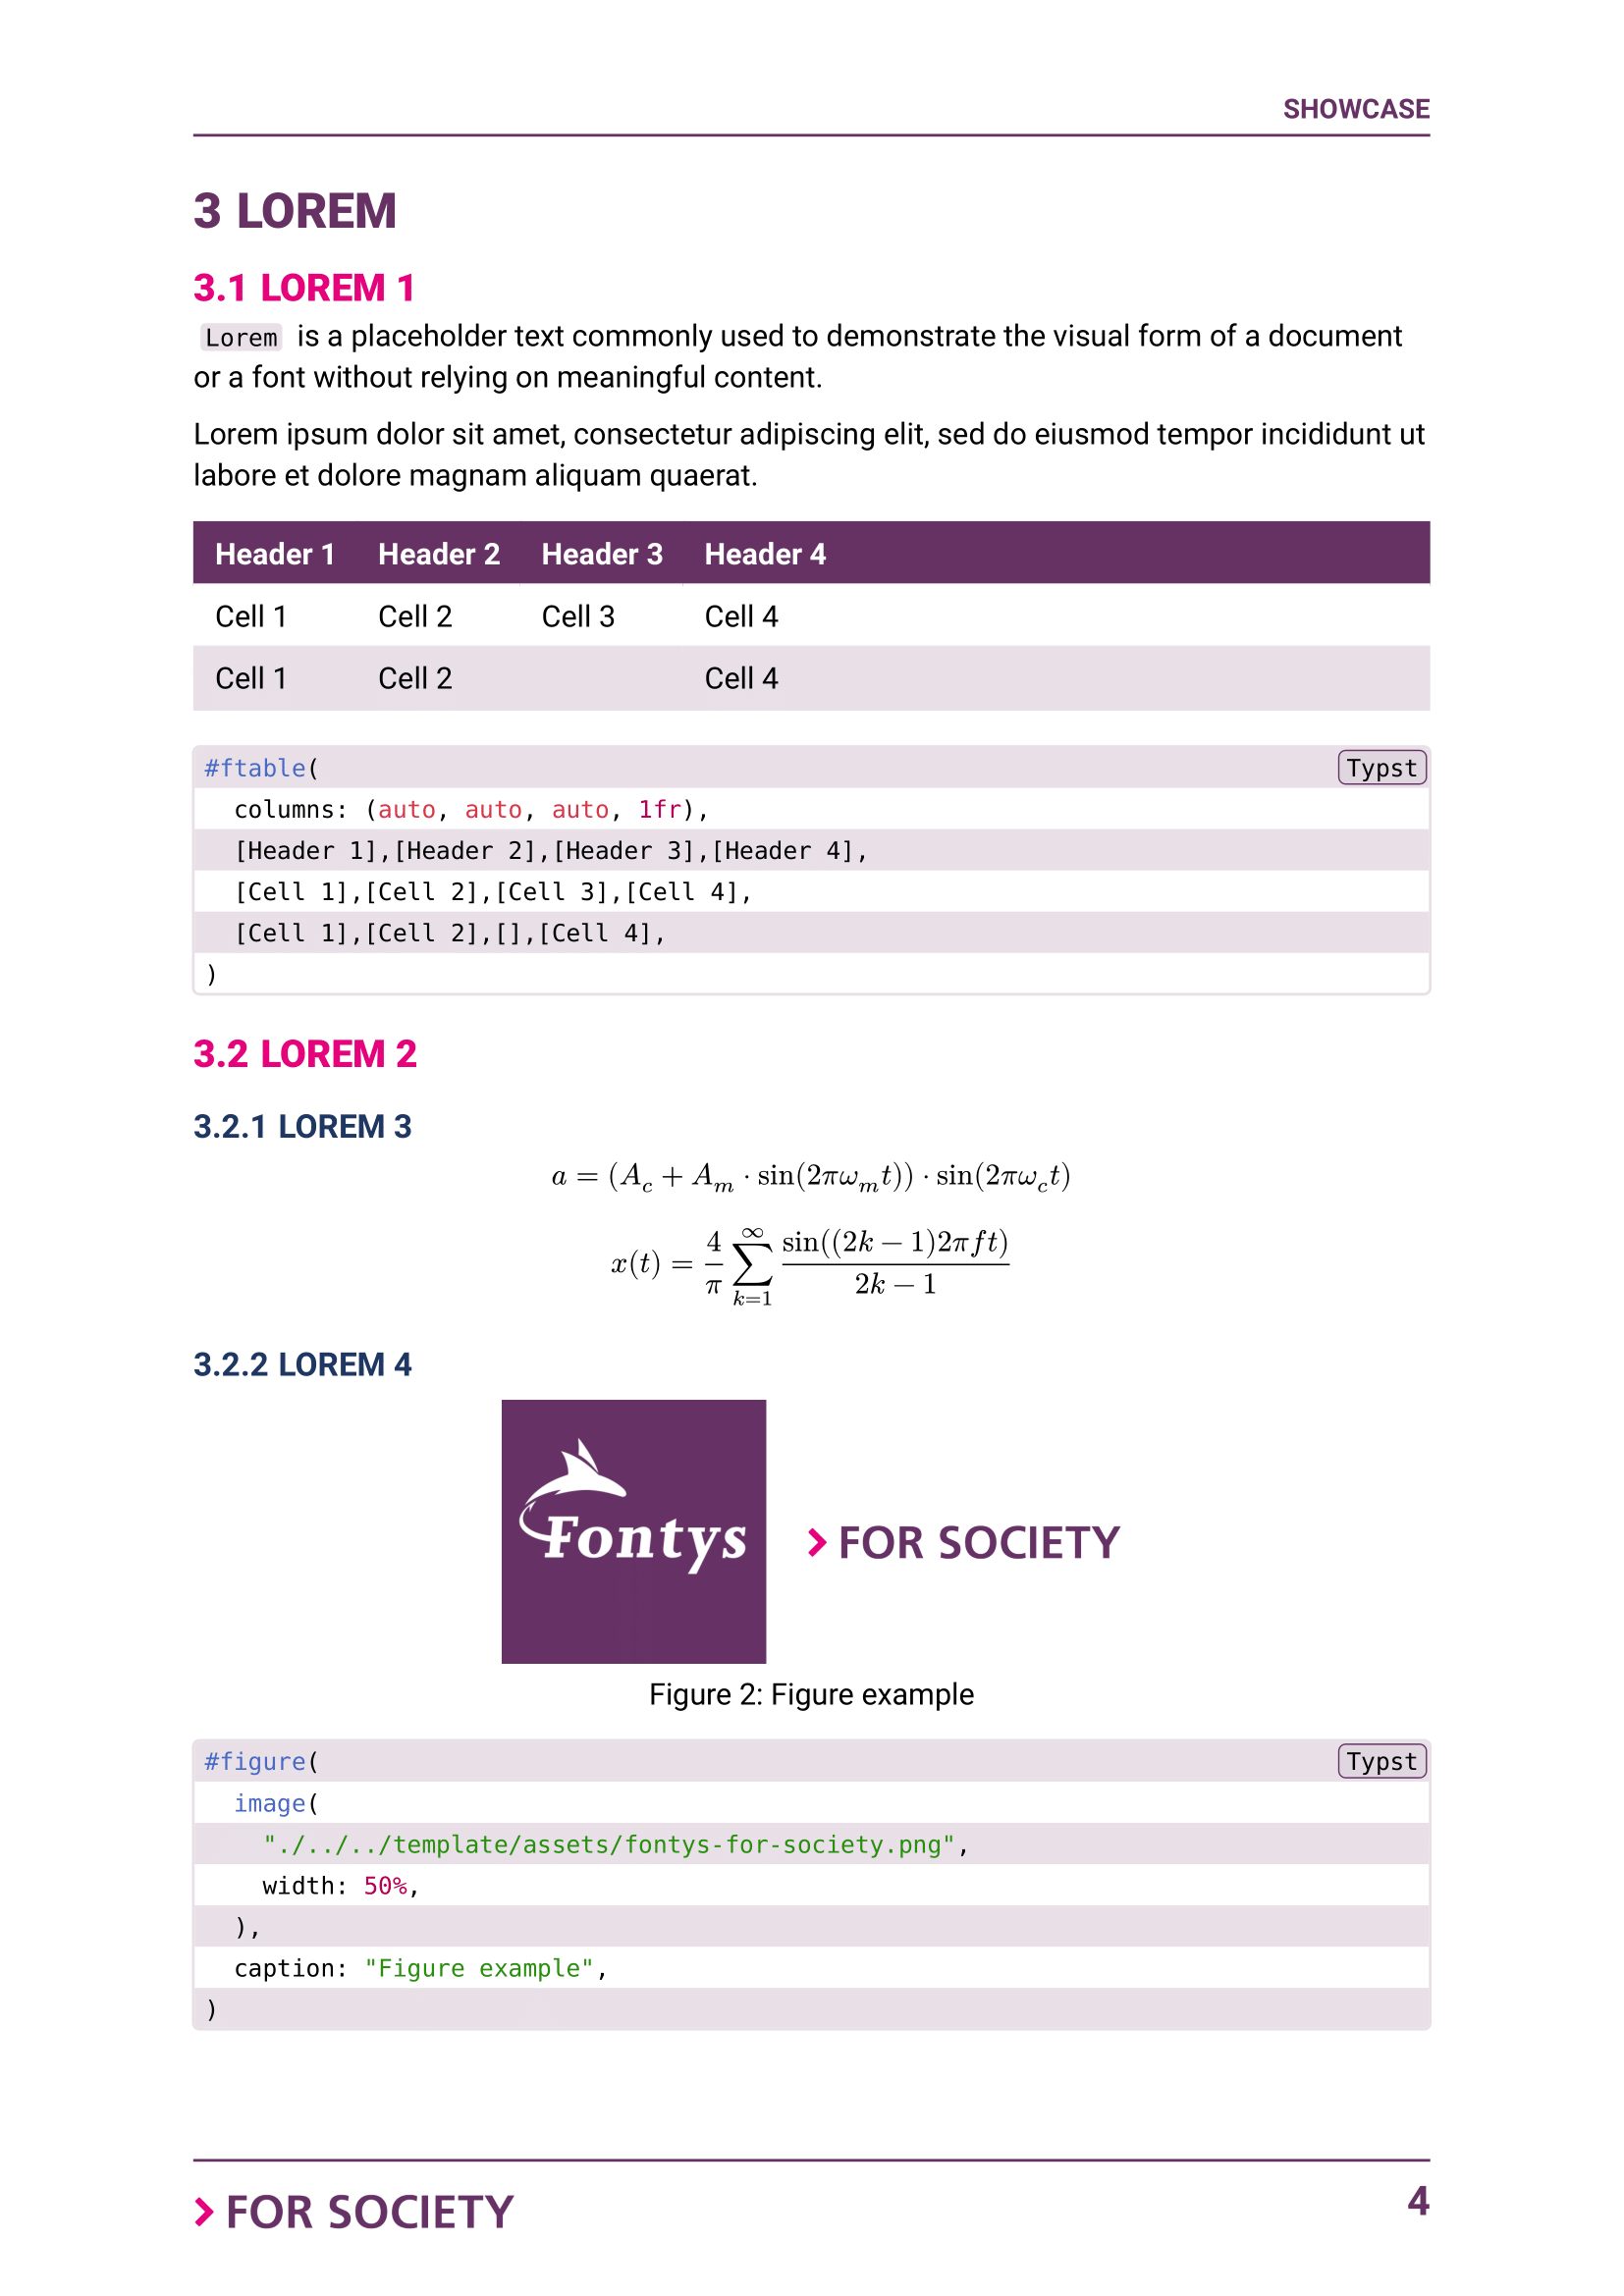 SHOWCASE
3 LOREM
3.1 LOREM 1
Lorem is a placeholder text commonly used to demonstrate the visual form of a document
or a font without relying on meaningful content.
Lorem ipsum dolor sit amet, consectetur adipiscing elit, sed do eiusmod tempor incididunt ut
labore et dolore magnam aliquam quaerat.
Header 1 Header 2 Header 3 Header 4
Cell 1 Cell 2 Cell 3 Cell 4
Cell 1 Cell 2 Cell 4
#ftable( Typst
  columns: (auto, auto, auto, 1fr),
  [Header 1],[Header 2],[Header 3],[Header 4],
  [Cell 1],[Cell 2],[Cell 3],[Cell 4],
  [Cell 1],[Cell 2],[],[Cell 4],
)
3.2 LOREM 2
3.2.1 LOREM 3
$a = (A_c + A_m \cdot \sin(2\pi\omega_m t)) \cdot \sin(2\pi\omega_c t)$
$x(t) = \frac{4}{\pi} \sum_{k=1}^{\infty} \frac{\sin((2k-1)2\pi ft)}{2k-1}$
3.2.2 LOREM 4
Fontys > FOR SOCIETY
Figure 2: Figure example
#figure( Typst
  image(
    "./../../template/assets/fontys-for-society.png",
    width: 50%,
  ),
  caption: "Figure example",
)
> FOR SOCIETY 4